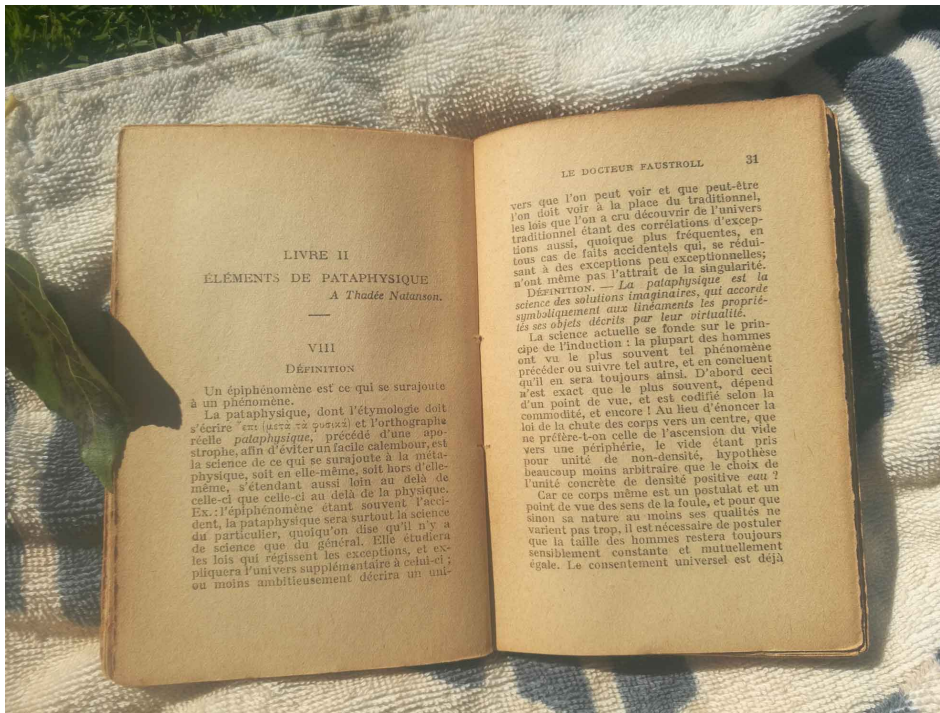 LIVRE II
ÉLÉMENTS DE PATAPHYSIQUE
A Thadée Natanson.
VIII
DÉFINITION
Un épiphénomène est ce qui se surajoute
à un phénomène.
La pataphysique, dont l'étymologie doit
s'écrire ἔπι (μετὰ τὰ φυσικά) et l'orthographe
réelle 'pataphysique, précédé d'une apo-
strophe, afin d'éviter un facile calembour, est
la science de ce qui se surajoute à la méta-
physique, soit en elle-même, soit hors d'elle-
même, s'étendant aussi loin au delà de
celle-ci que celle-ci au delà de la physique.
Ex. : l'épiphénomène étant souvent l'acci-
dent, la pataphysique sera surtout la science
du particulier, quoiqu'on dise qu'il n'y a
de science que du général. Elle étudiera
les lois qui régissent les exceptions, et ex-
pliquera l'univers supplémentaire à celui-ci ;
ou moins ambitieusement décrira un uni-
LE DOCTEUR FAUSTROLL 31
vers que l'on peut voir et que peut-être
l'on doit voir à la place du traditionnel,
les lois que l'on a cru découvrir de l'univers
traditionnel étant des corrélations d'excep-
tions aussi, quoique plus fréquentes, en
tous cas de faits accidentels qui, se rédui-
sant à des exceptions peu exceptionnelles,
n'ont même pas l'attrait de la singularité.
DÉFINITION. — La pataphysique est la
science des solutions imaginaires, qui accorde
symboliquement aux linéaments les proprié-
tés ses objets décrits par leur virtualité.
La science actuelle se fonde sur le prin-
cipe de l'induction : la plupart des hommes
ont vu le plus souvent tel phénomène
précéder ou suivre tel autre, et en concluent
qu'il en sera toujours ainsi. D'abord ceci
n'est exact que le plus souvent, dépend
d'un point de vue, et est codifié selon la
commodité, et encore ! Au lieu d'énoncer la
loi de la chute des corps vers un centre, que
ne préfère-t-on celle de l'ascension du vide
vers une périphérie, le vide étant pris
pour unité de non-densité, hypothèse
beaucoup moins arbitraire que le choix de
l'unité concrète de densité positive eau ?
Car ce corps même est un postulat et un
point de vue des sens de la foule, et pour que
sinon sa nature au moins ses qualités ne
varient pas trop, il est nécessaire de postuler
que la taille des hommes restera toujours
sensiblement constante et mutuellement
égale. Le consentement universel est déjà